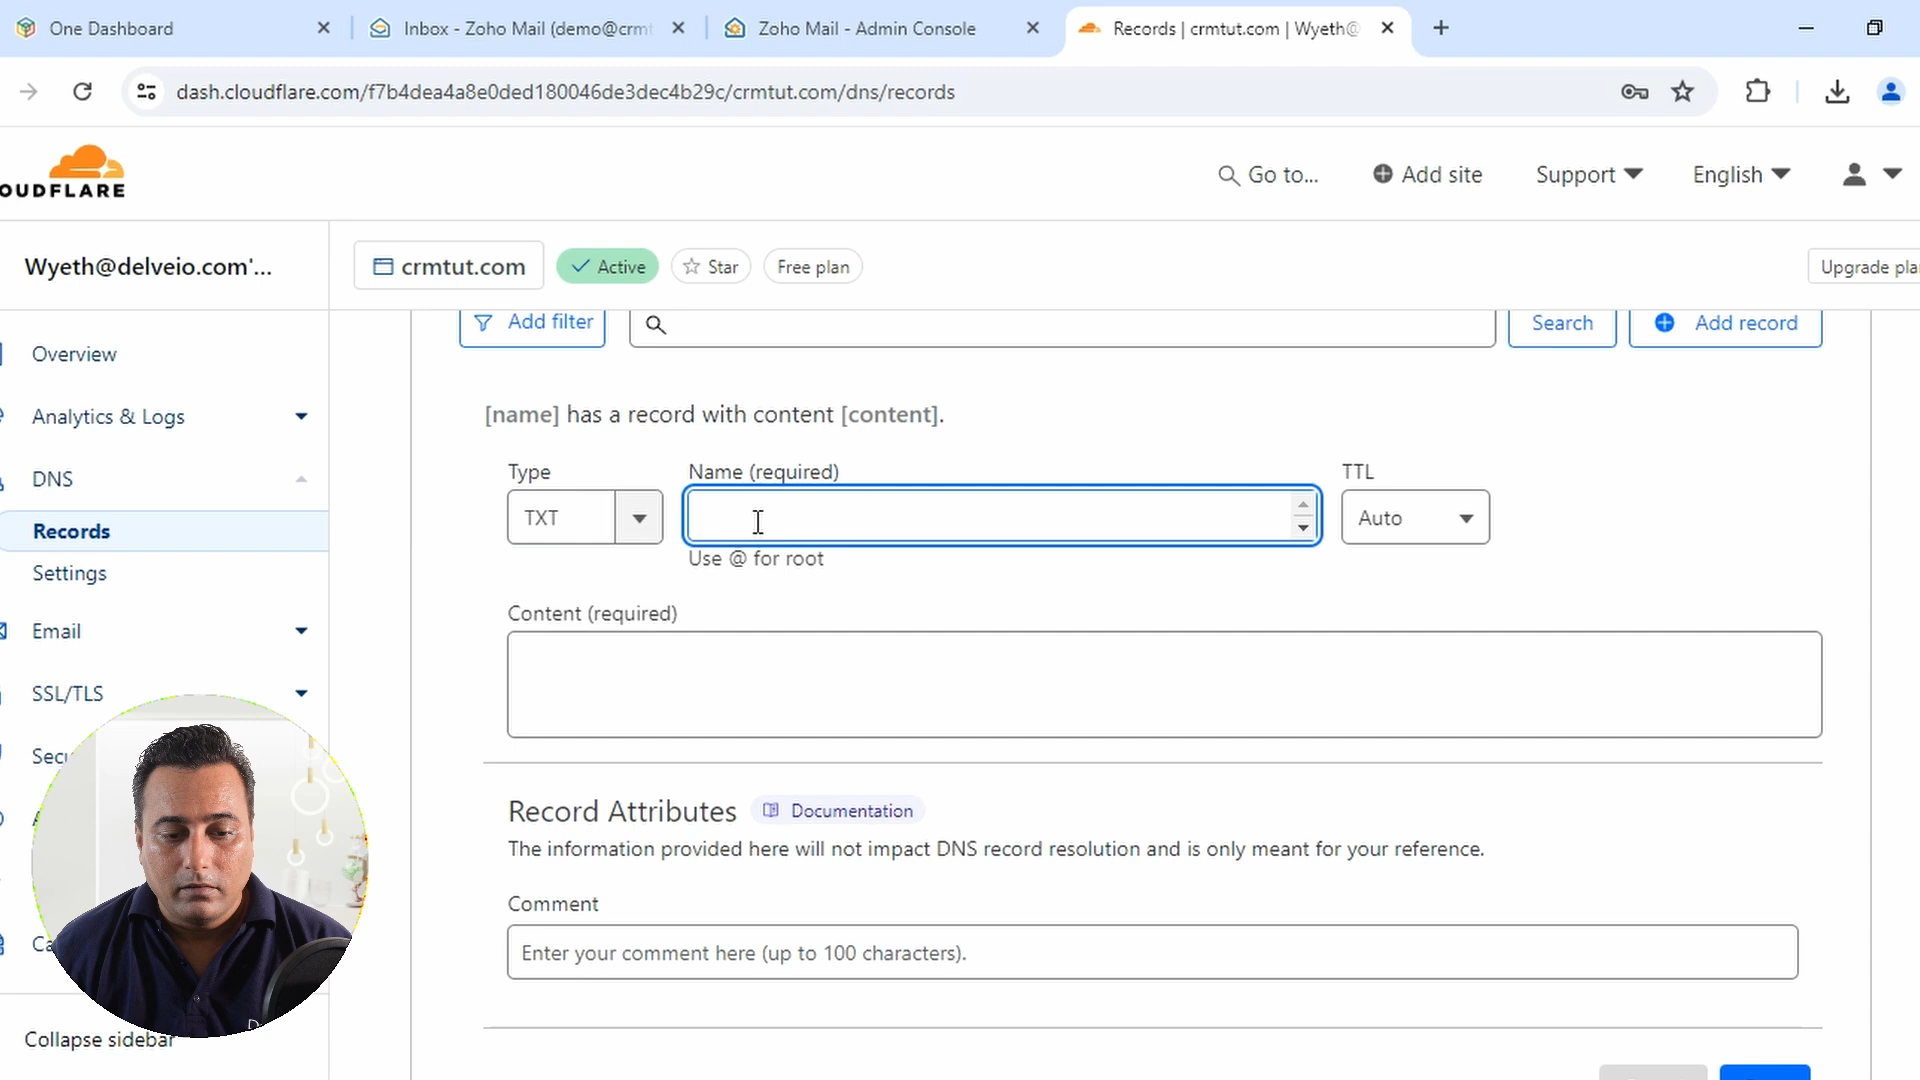 One Dashboard
Inbox - Zoho Mail (demo@crmt
Zoho Mail - Admin Console
Records | crmtut.com | Wyeth@
dash.cloudflare.com/f7b4dea4a8e0ded180046de3dec4b29c/crmtut.com/dns/records
OUDFLARE
Go to...
Add site
Support
English
Wyeth@delveio.com'...
crmtut.com
Active
Star
Free plan
Upgrade pla
Overview
Analytics & Logs
DNS
Records
Settings
Email
SSL/TLS
Secu
Ca
Collapse sidebar
Add filter
Search
Add record
[name] has a record with content [content].
Type
Name (required)
TTL
TXT
Auto
Use @ for root
Content (required)
Record Attributes
Documentation
The information provided here will not impact DNS record resolution and is only meant for your reference.
Comment
Enter your comment here (up to 100 characters).